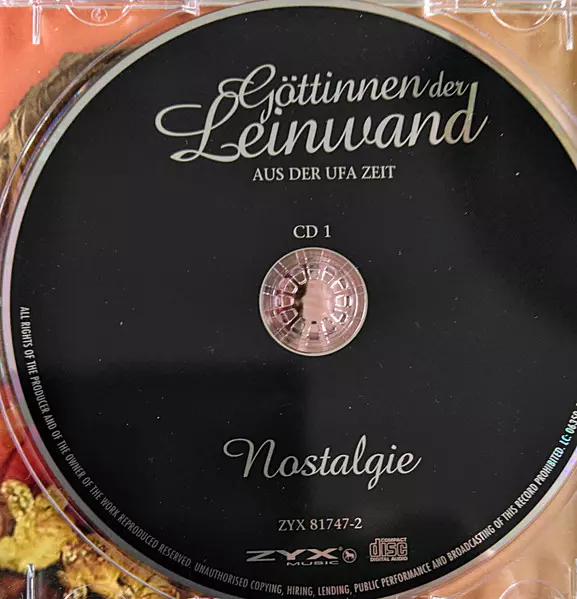 Göttinnen der
Leinwand
AUS DER UFA ZEIT
CD 1
Nostalgie
ZYX 81747-2
ZYX
MUSIC
COMPACT
disc
DIGITAL AUDIO
ALL RIGHTS OF THE PRODUCER AND OF THE OWNER OF THE WORK REPRODUCED RESERVED. UNAUTHORISED COPYING, HIRING, LENDING, PUBLIC PERFORMANCE AND BROADCASTING OF THIS RECORD PROHIBITED. LC